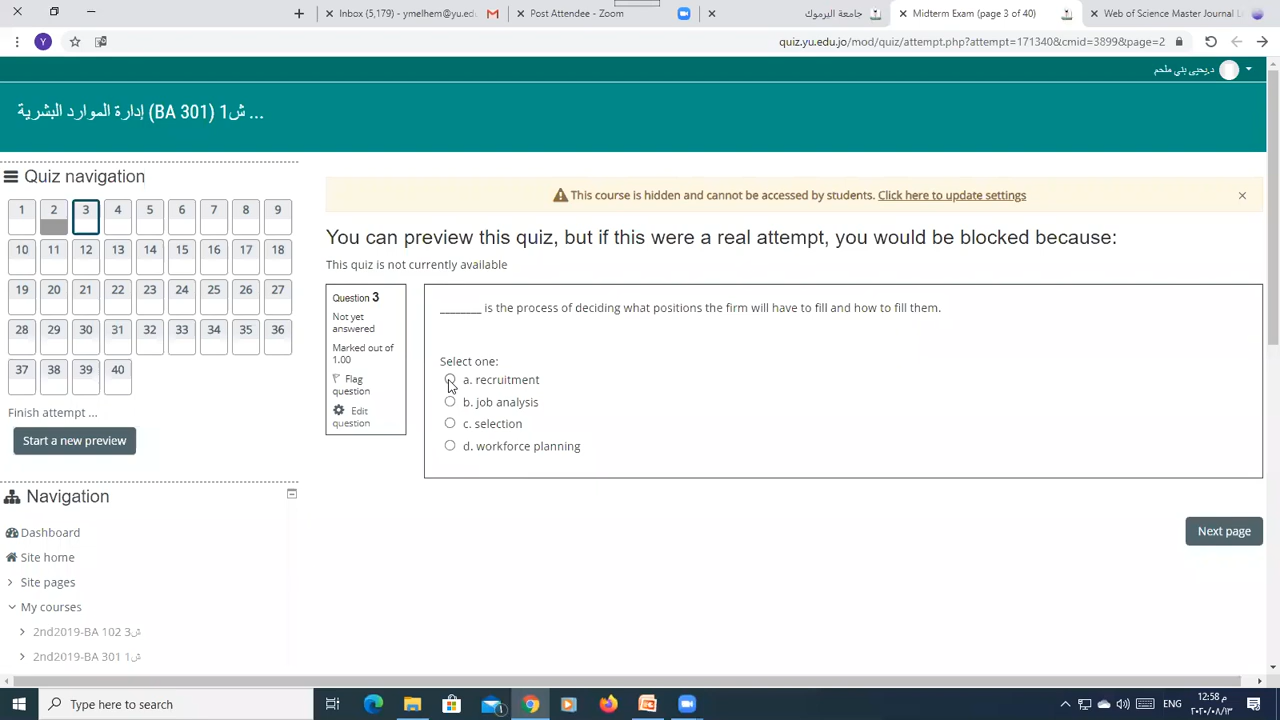 Inbox (5,179) - ymelhem@yu.edu
Post Attendee - Zoom
جامعة اليرموك
Midterm Exam (page 3 of 40)
Web of Science Master Journal L
Y
quiz.yu.edu.jo/mod/quiz/attempt.php?attempt=171340&cmid=3899&page=2
د.يحيى بني ملحم
إدارة الموارد البشرية (BA 301) ش1 ...
Quiz navigation
1 2 3 4 5 6 7 8 9
10 11 12 13 14 15 16 17 18
19 20 21 22 23 24 25 26 27
28 29 30 31 32 33 34 35 36
37 38 39 40
Finish attempt ...
Start a new preview
Navigation
Dashboard
Site home
Site pages
My courses
2nd2019-BA 102 ش3
2nd2019-BA 301 ش1
This course is hidden and cannot be accessed by students. Click here to update settings
You can preview this quiz, but if this were a real attempt, you would be blocked because:
This quiz is not currently available
Question 3
Not yet
answered
Marked out of
1.00
Flag
question
Edit
question
________ is the process of deciding what positions the firm will have to fill and how to fill them.
Select one:
a. recruitment
b. job analysis
c. selection
d. workforce planning
Next page
Type here to search
ENG
12:58 م
٢٠٢٠/٠٨/١٣